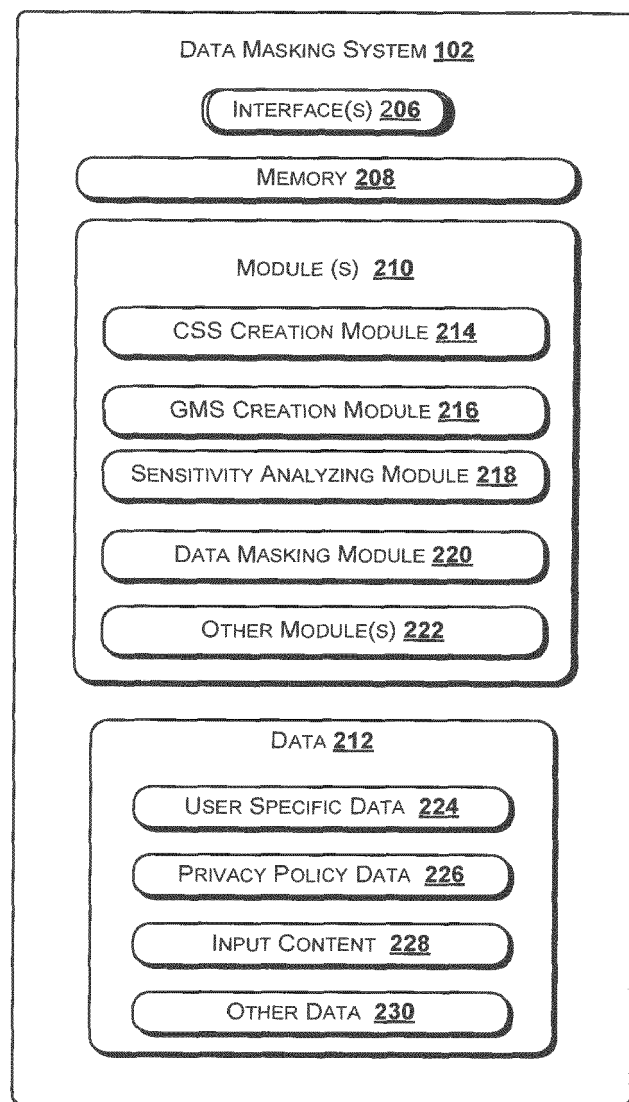 DATA MASKING SYSTEM 102
INTERFACE(S) 206
MEMORY 208
MODULE (S) 210
CSS CREATION MODULE 214
GMS CREATION MODULE 216
SENSITIVITY ANALYZING MODULE 218
DATA MASKING MODULE 220
OTHER MODULE(S) 222
DATA 212
USER SPECIFIC DATA 224
PRIVACY POLICY DATA 226
INPUT CONTENT 228
OTHER DATA 230